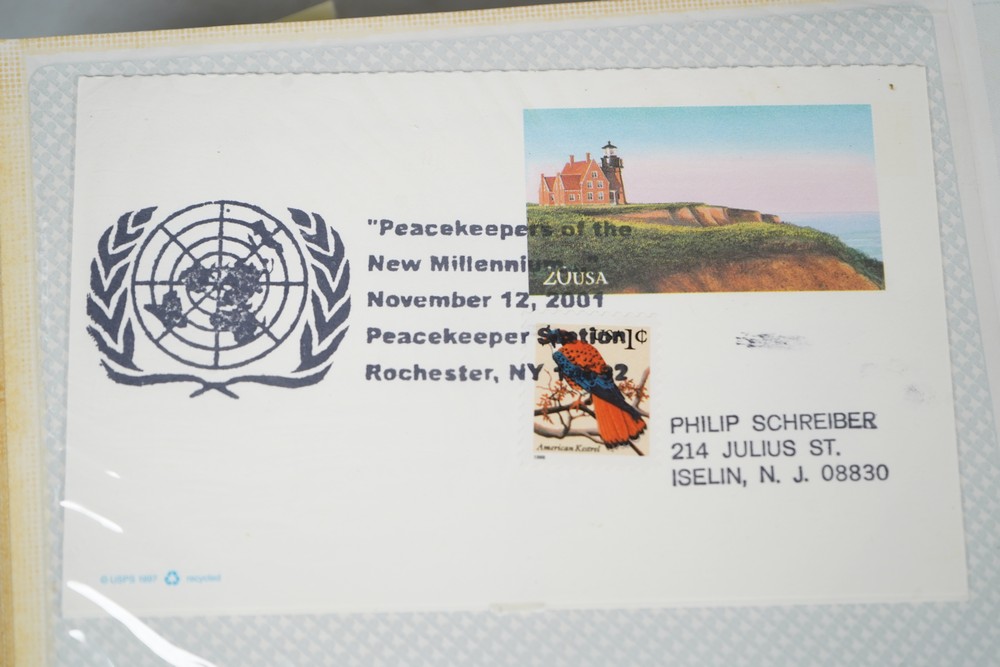 "Peacekeepers of the
New Millennium"
November 12, 2001
Peacekeeper Station
Rochester, NY
20USA
USA 1¢
American Kestrel
PHILIP SCHREIBER
214 JULIUS ST.
ISELIN, N. J. 08830
© USPS 1997 recycled